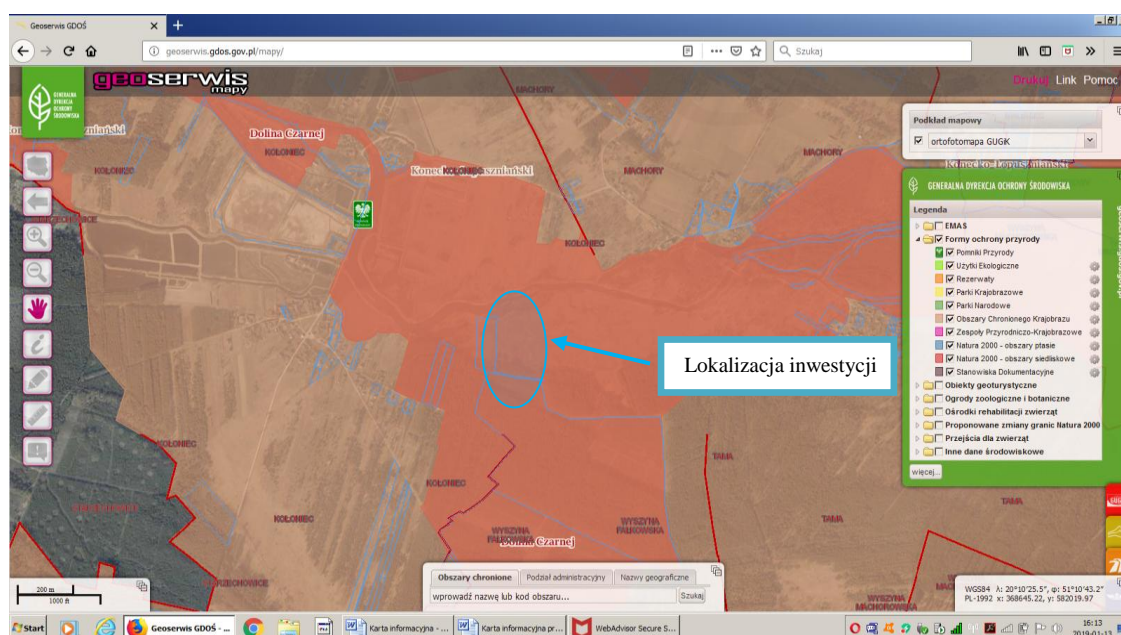 Geoserwis GDOŚ
geoserwis.gdos.gov.pl/mapy/
Szukaj
GENERALNA
DYREKCJA
OCHRONY
ŚRODOWISKA
geoserwis
mapy
Drukuj Link Pomoc
MACHORY
Dolina Czarnej
KOŁONIEC
KOŁONIEC
KOŁONIEC
MACHORY
MACHORY
KOŁONIEC
Podkład mapowy
ortofotomapa GUGiK
Konecko-Łopuszniański
GENERALNA DYREKCJA OCHRONY ŚRODOWISKA
Legenda
EMAS
Formy ochrony przyrody
Pomniki Przyrody
Użytki Ekologiczne
Rezerwaty
Parki Krajobrazowe
Parki Narodowe
Obszary Chronionego Krajobrazu
Zespoły Przyrodniczo-Krajobrazowe
Natura 2000 - obszary ptasie
Natura 2000 - obszary siedliskowe
Stanowiska Dokumentacyjne
Obiekty geoturystyczne
Ogrody zoologiczne i botaniczne
Ośrodki rehabilitacji zwierząt
Proponowane zmiany granic Natura 2000
Przejścia dla zwierząt
Inne dane środowiskowe
więcej...
Lokalizacja inwestycji
KOŁONIEC
TAMA
KOŁONIEC
KOŁONIEC
WYSZYNA
FAŁKOWSKA
Dolina Czarnej
TAMA
TAMA
200 m
1000 ft
Obszary chronione
Podział administracyjny
Nazwy geograficzne
wprowadź nazwę lub kod obszaru...
Szukaj
WYSZYNA
MACHOROWSKA
WGS84 λ: 20°10'25.5", φ: 51°10'43.2"
PL-1992 x: 368645.22, y: 582019.97
Start
Geoserwis GDOŚ - ...
Karta informacyjna - ...
Karta informacyjna pr...
WebAdvisor Secure S...
16:13